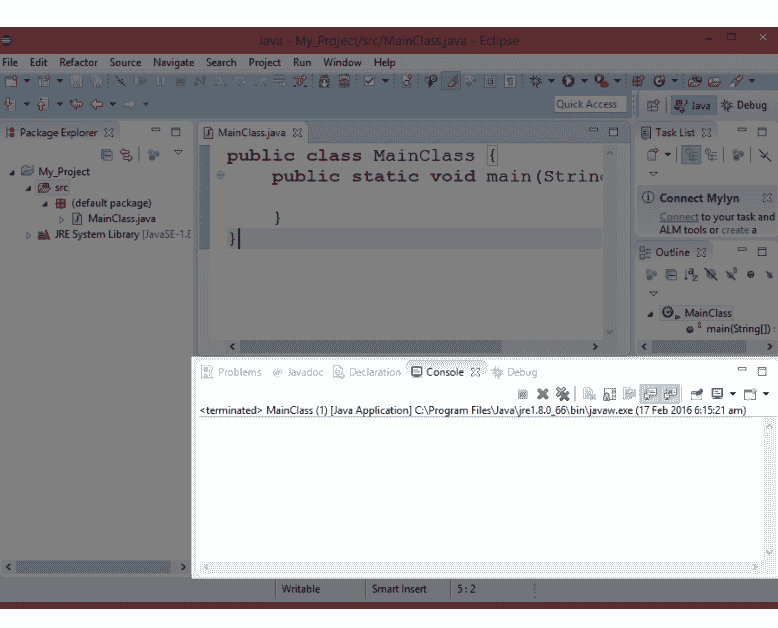 Java - My_Project/src/MainClass.java - Eclipse
File Edit Refactor Source Navigate Search Project Run Window Help
Quick Access
Java
Debug
Package Explorer
My_Project
src
(default package)
MainClass.java
JRE System Library [JavaSE-1.8
MainClass.java
public class MainClass {
public static void main(String
}
}
Task List
Connect Mylyn
Connect to your task and
ALM tools or create a
Outline
MainClass
main(String[]) :
Problems @ Javadoc Declaration Console Debug
<terminated> MainClass (1) [Java Application] C:\Program Files\Java\jre1.8.0_66\bin\javaw.exe (17 Feb 2016 6:15:21 am)
Writable Smart Insert 5 : 2